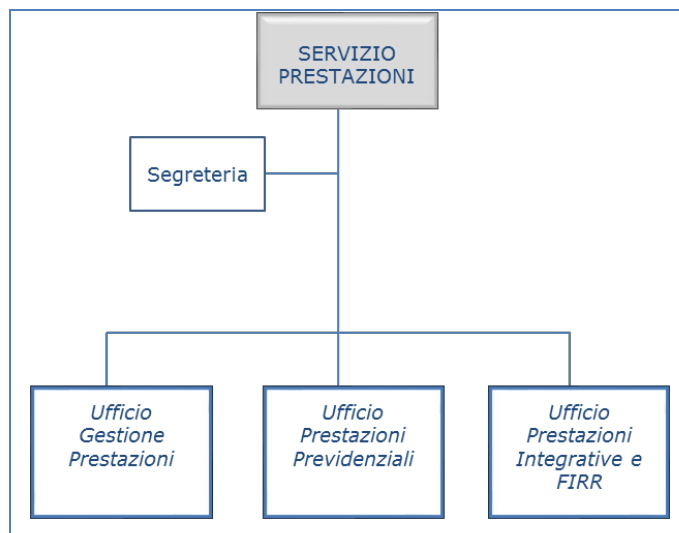 SERVIZIO
PRESTAZIONI
Segreteria
Ufficio
Gestione
Prestazioni
Ufficio
Prestazioni
Previdenziali
Ufficio
Prestazioni
Integrative e
FIRR